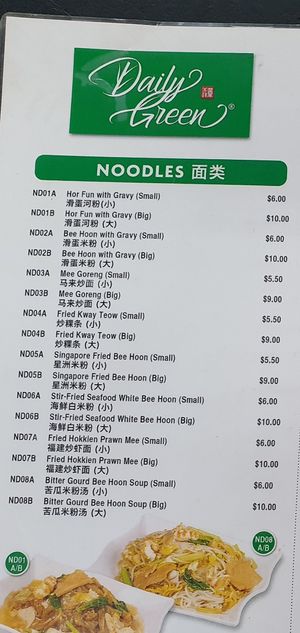 Daily
Green®
NOODLES 面类
ND01A Hor Fun with Gravy (Small) $6.00
滑蛋河粉(小)
ND01B Hor Fun with Gravy (Big) $10.00
滑蛋河粉 (大)
ND02A Bee Hoon with Gravy (Small) $6.00
滑蛋米粉 (小)
ND02B Bee Hoon with Gravy (Big) $10.00
滑蛋米粉 (大)
ND03A Mee Goreng (Small) $5.50
马来炒面 (小)
ND03B Mee Goreng (Big) $9.00
马来炒面 (大)
ND04A Fried Kway Teow (Small) $5.50
炒粿条 (小)
ND04B Fried Kway Teow (Big) $9.00
炒粿条 (大)
ND05A Singapore Fried Bee Hoon (Small) $5.50
星洲米粉 (小)
ND05B Singapore Fried Bee Hoon (Big) $9.00
星洲米粉 (大)
ND06A Stir-Fried Seafood White Bee Hoon (Small) $6.00
海鲜白米粉 (小)
ND06B Stir-Fried Seafood White Bee Hoon (Big) $10.00
海鲜白米粉 (大)
ND07A Fried Hokkien Prawn Mee (Small) $6.00
福建炒虾面 (小)
ND07B Fried Hokkien Prawn Mee (Big) $10.00
福建炒虾面 (大)
ND08A Bitter Gourd Bee Hoon Soup (Small) $6.00
苦瓜米粉汤 (小)
ND08B Bitter Gourd Bee Hoon Soup (Big) $10.00
苦瓜米粉汤 (大)
ND08
A/B
ND01
A/B